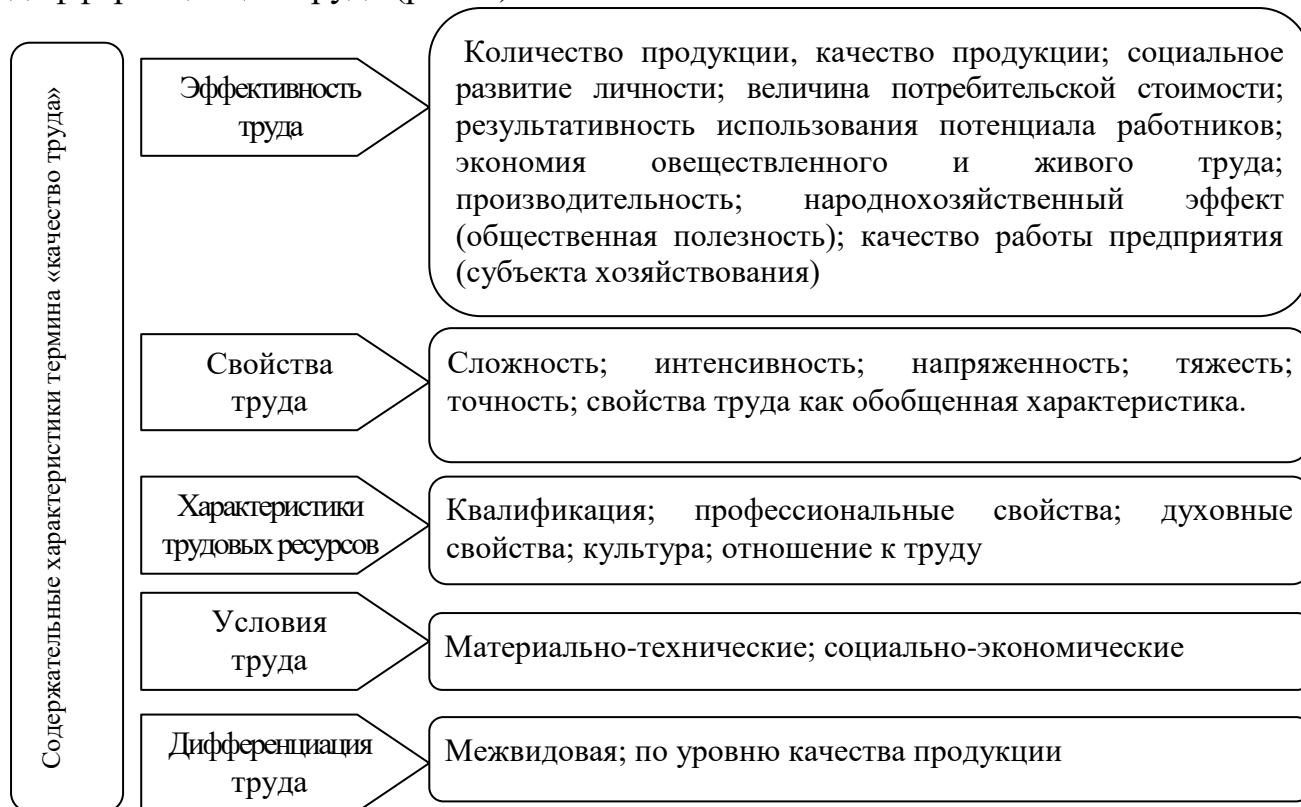 Содержательные характеристики термина «качество труда»
Эффективность
труда
Количество продукции, качество продукции; социальное
развитие личности; величина потребительской стоимости;
результативность использования потенциала работников;
экономия овеществленного и живого труда;
производительность; народнохозяйственный эффект
(общественная полезность); качество работы предприятия
(субъекта хозяйствования)
Свойства
труда
Сложность; интенсивность; напряженность; тяжесть;
точность; свойства труда как обобщенная характеристика.
Характеристики
трудовых ресурсов
Квалификация; профессиональные свойства; духовные
свойства; культура; отношение к труду
Условия
труда
Материально-технические; социально-экономические
Дифференциация
труда
Межвидовая; по уровню качества продукции